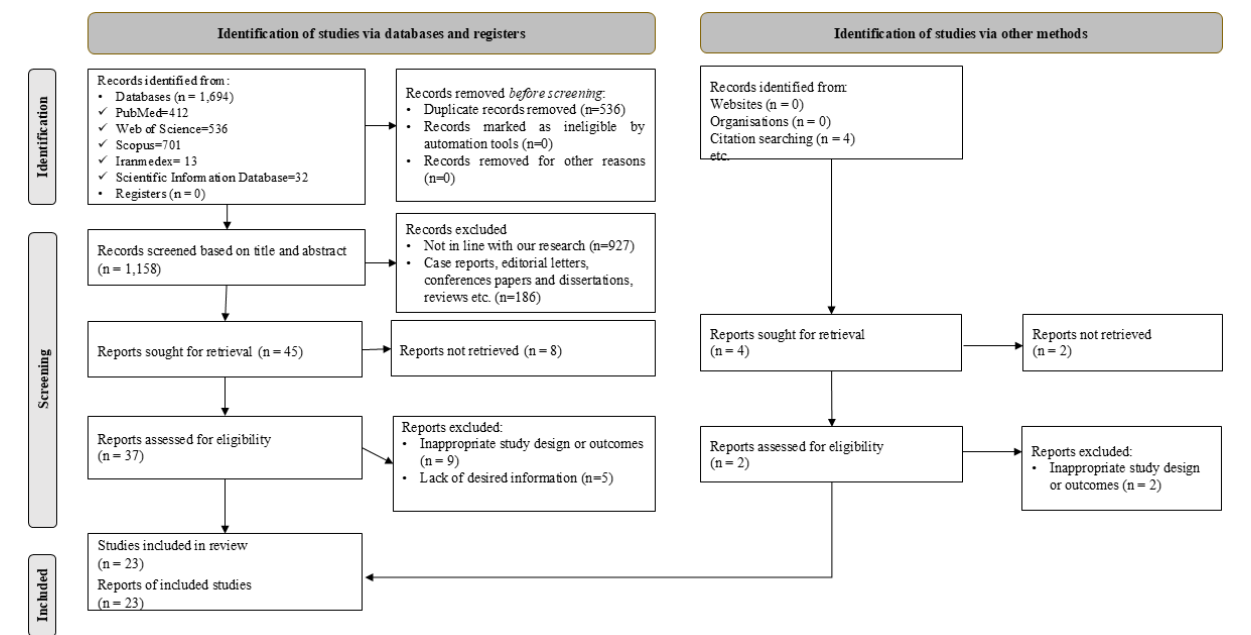 Identification of studies via databases and registers
Identification of studies via other methods
Identification
Records identified from:
• Databases (n = 1,694)
✓ PubMed=412
✓ Web of Science=536
✓ Scopus=701
✓ Iranmedex= 13
✓ Scientific Information Database=32
• Registers (n = 0)
Records removed before screening:
• Duplicate records removed (n=536)
• Records marked as ineligible by
automation tools (n=0)
• Records removed for other reasons
(n=0)
Records identified from:
Websites (n = 0)
Organisations (n = 0)
Citation searching (n = 4)
etc.
Screening
Records screened based on title and abstract
(n = 1,158)
Records excluded
• Not in line with our research (n=927)
• Case reports, editorial letters,
conferences papers and dissertations,
reviews etc. (n=186)
Reports sought for retrieval (n = 45)
Reports not retrieved (n = 8)
Reports sought for retrieval
(n = 4)
Reports not retrieved
(n = 2)
Reports assessed for eligibility
(n = 37)
Reports excluded:
• Inappropriate study design or outcomes
(n = 9)
• Lack of desired information (n=5)
Reports assessed for eligibility
(n = 2)
Reports excluded:
• Inappropriate study design
or outcomes (n = 2)
Included
Studies included in review
(n = 23)
Reports of included studies
(n = 23)